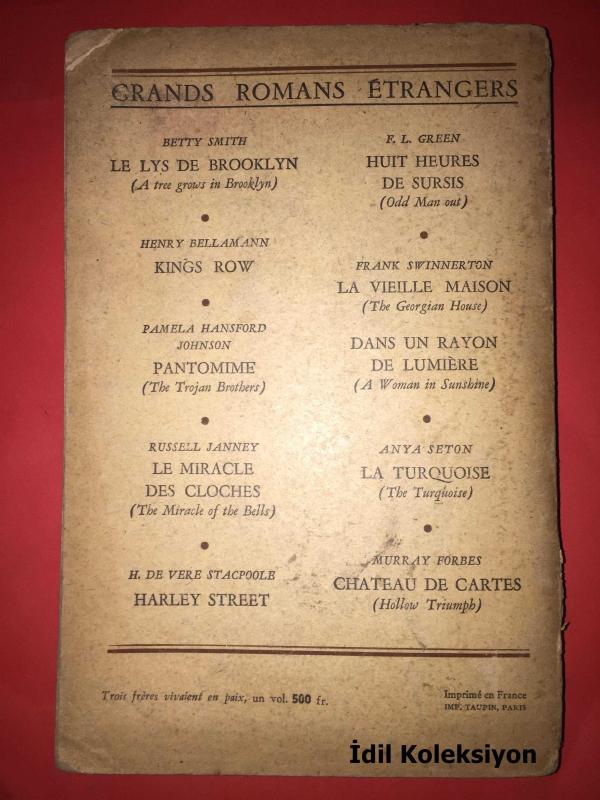 GRANDS ROMANS ÉTRANGERS
BETTY SMITH
LE LYS DE BROOKLYN
(A tree grows in Brooklyn)
HENRY BELLAMANN
KINGS ROW
PAMELA HANSFORD
JOHNSON
PANTOMIME
(The Trojan Brothers)
RUSSELL JANNEY
LE MIRACLE
DES CLOCHES
(The Miracle of the Bells)
H. DE VERE STACPOOLE
HARLEY STREET
F. L. GREEN
HUIT HEURES
DE SURSIS
(Odd Man out)
FRANK SWINNERTON
LA VIEILLE MAISON
(The Georgian House)
DANS UN RAYON
DE LUMIÈRE
(A Woman in Sunshine)
ANYA SETON
LA TURQUOISE
(The Turquoise)
MURRAY FORBES
CHATEAU DE CARTES
(Hollow Triumph)
Trois frères vivaient en paix, un vol. 500 fr.
Imprimé en France
IMP. TAUPIN, PARIS
İdil Koleksiyon